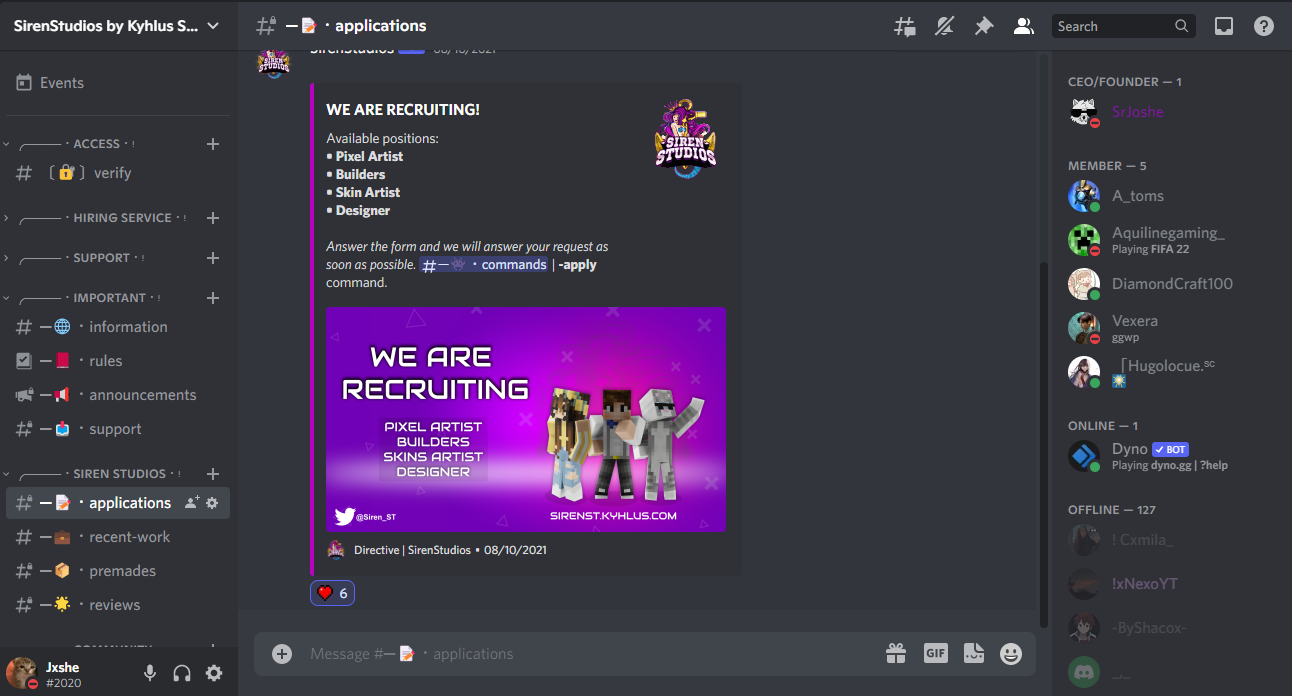 SirenStudios by Kyhlus S...
Events
ACCESS · !
verify
HIRING SERVICE · !
SUPPORT · !
IMPORTANT · !
information
rules
announcements
support
SIREN STUDIOS · !
applications
recent-work
premades
reviews
Jxshe
#2020
· applications
Search
SirenStudios 08/10/2021
WE ARE RECRUITING!
SIREN
STUDIOS
Available positions:
• Pixel Artist
• Builders
• Skin Artist
• Designer
Answer the form and we will answer your request as
soon as possible. #— · commands | -apply
command.
WE ARE
RECRUITING
PIXEL ARTIST
BUILDERS
SKINS ARTIST
DESIGNER
@Siren_ST
SIRENST.KYHLUS.COM
Directive | SirenStudios • 08/10/2021
6
Message #— · applications
GIF
CEO/FOUNDER — 1
SrJoshe
MEMBER — 5
A_toms
Aquilinegaming_
Playing FIFA 22
DiamondCraft100
Vexera
ggwp
⎡Hugolocue.ˢᶜ
ONLINE — 1
Dyno BOT
Playing dyno.gg | ?help
OFFLINE — 127
! Cxmila_
!xNexoYT
-ByShacox-
_._